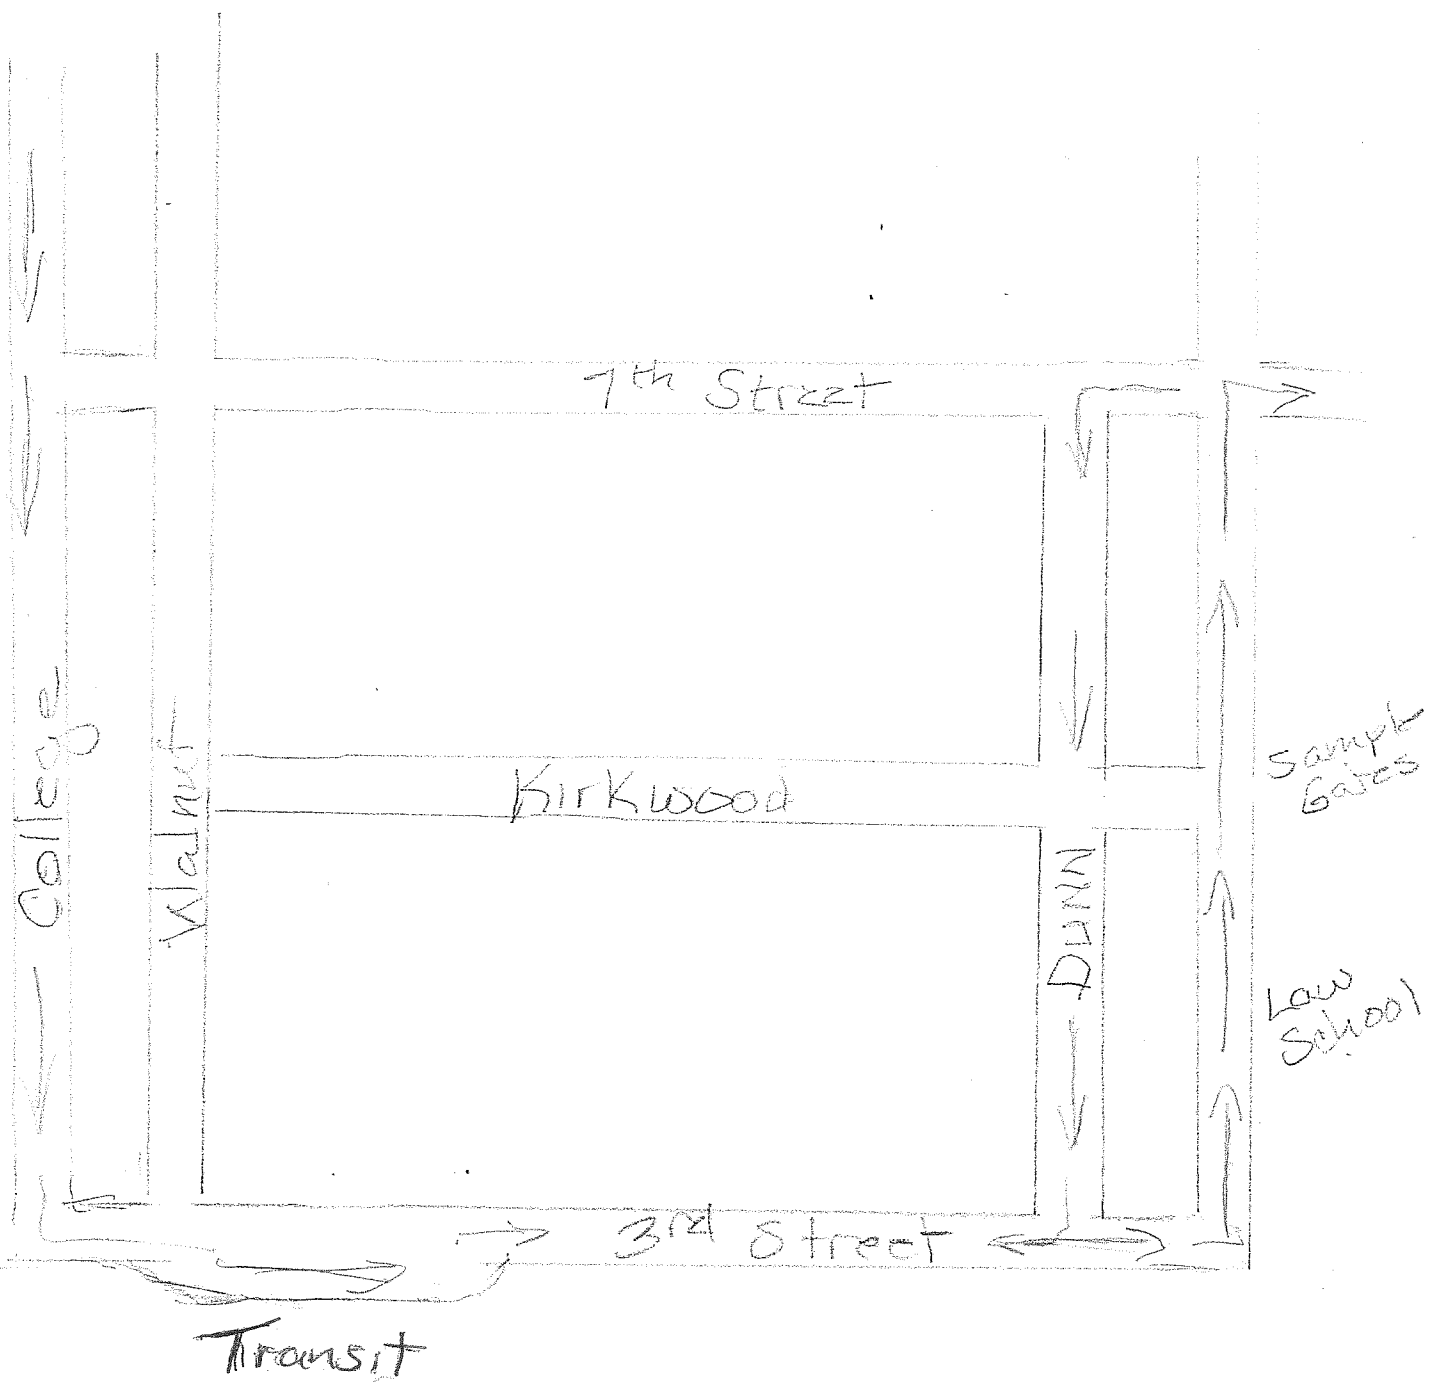 7th Street
College
Walnut
Kirkwood
Sample
Gates
DUNN
Law
School
3rd Street
Transit